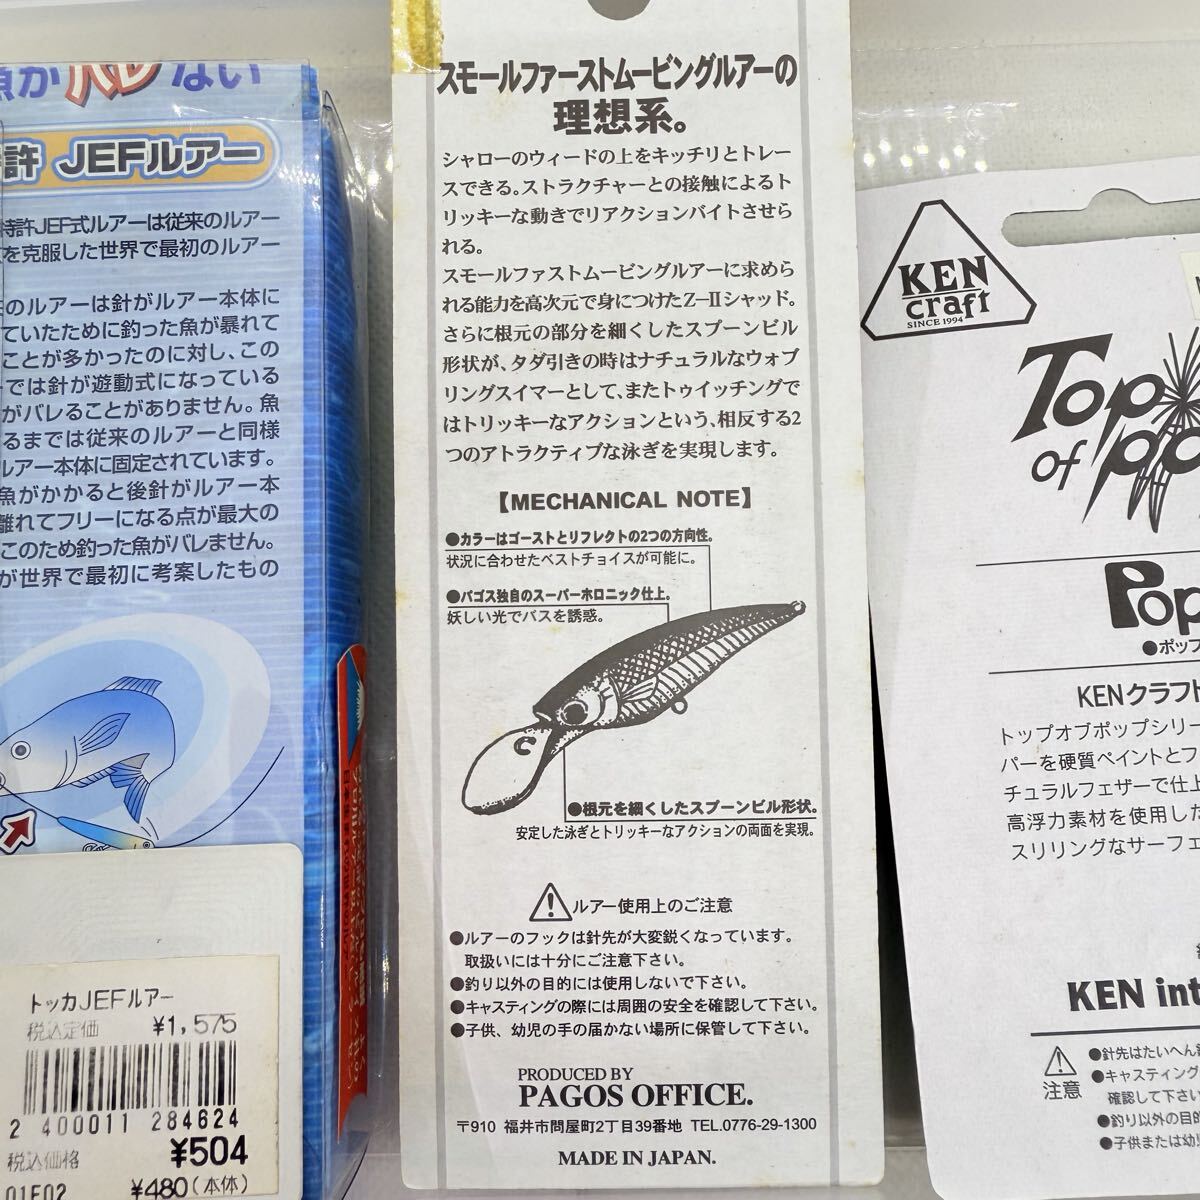 魚がバレない
許 JEFルアー
特許JEF式ルアーは従来のルアー
を克服した世界で最初のルアー
のルアーは針がルアー本体に
ていたために釣った魚が暴れて
ことが多かったのに対し、この
では針が遊動式になっている
がバレることがありません。魚
るまでは従来のルアーと同様
ルアー本体に固定されています。
魚がかかると後針がルアー本
離れてフリーになる点が最大の
このため釣った魚がバレません。
が世界で最初に考案したもの
トッカJEFルアー
税込定価 ¥1,575
2 400011 284624
税込価格 ¥504
01F02 ¥480(本体)
スモールファーストムービングルアーの
理想系。
シャローのウィードの上をキッチリとトレー
スできる。ストラクチャーとの接触によるト
リッキーな動きでリアクションバイトさせら
れる。
スモールファストムービングルアーに求めら
れる能力を高次元で身につけたZ-IIシャッド。
さらに根元の部分を細くしたスプーンビル
形状が、タダ引きの時はナチュラルなウォブ
リングスイマーとして、またトゥイッチングで
はトリッキーなアクションという、相反する2
つのアトラクティブな泳ぎを実現します。
【MECHANICAL NOTE】
●カラーはゴーストとリフレクトの2つの方向性。
状況に合わせたベストチョイスが可能に。
●パゴス独自のスーパーホロニック仕上。
妖しい光でバスを誘惑。
●根元を細くしたスプーンビル形状。
安定した泳ぎとトリッキーなアクションの両面を実現。
ルアー使用上のご注意
●ルアーのフックは針先が大変鋭くなっています。
取扱いには十分にご注意下さい。
●釣り以外の目的には使用しないで下さい。
●キャスティングの際には周囲の安全を確認して下さい。
●子供、幼児の手の届かない場所に保管して下さい。
PRODUCED BY
PAGOS OFFICE.
〒910 福井市問屋町2丁目39番地 TEL.0776-29-1300
MADE IN JAPAN.
KEN
craft
SINCE 1994
Top
of pop
Pop
●ポップ
KENクラフト
トップオブポップシリー
パーを硬質ペイントとフ
チュラルフェザーで仕上
高浮力素材を使用した
スリリングなサーフェ
KEN int
注意
●針先はたいへん鋭
●キャスティング
確認して下さい
●釣り以外の目的
●子供または幼児